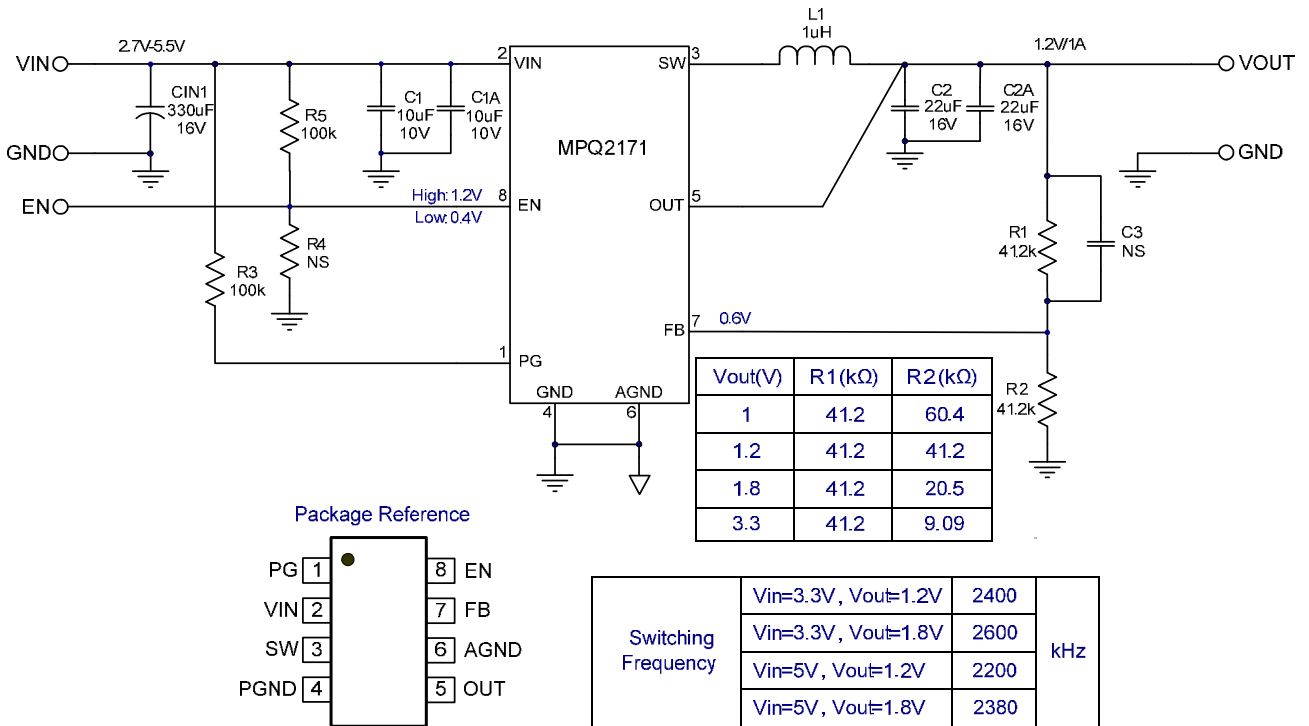 VIN
2.7V-5.5V
CIN1
330uF
16V
GND
EN
R5
100k
C1
10uF
10V
C1A
10uF
10V
High: 1.2V
Low: 0.4V
R4
NS
R3
100k
2
VIN
8
EN
1
PG
MPQ2171
SW
3
OUT
5
FB
7
0.6V
GND
4
AGND
6
L1
1uH
1.2V/1A
VOUT
C2
22uF
16V
C2A
22uF
16V
GND
R1
41.2k
C3
NS
R2
41.2k
Vout(V) R1(kΩ) R2(kΩ)
1 41.2 60.4
1.2 41.2 41.2
1.8 41.2 20.5
3.3 41.2 9.09
Package Reference
PG 1 8 EN
VIN 2 7 FB
SW 3 6 AGND
PGND 4 5 OUT
Switching
Frequency
Vin=3.3V, Vout=1.2V 2400
Vin=3.3V, Vout=1.8V 2600
Vin=5V, Vout=1.2V 2200
Vin=5V, Vout=1.8V 2380
kHz